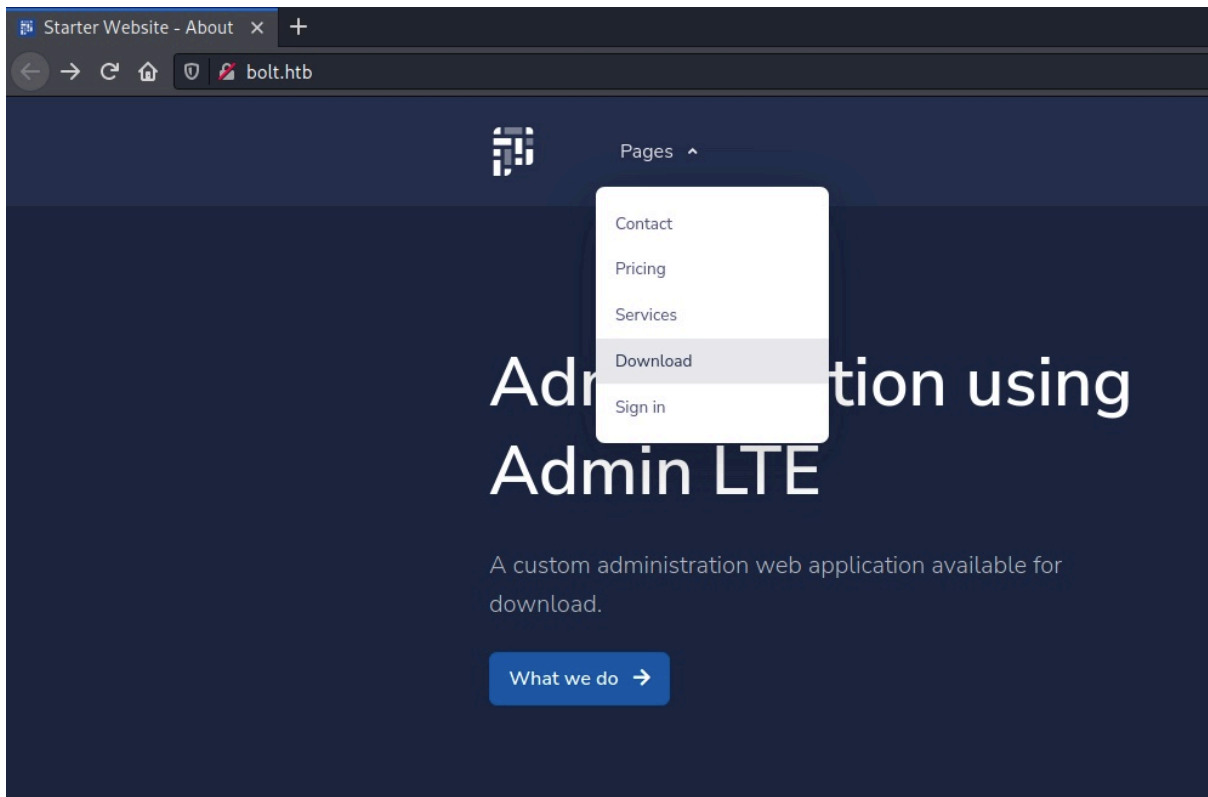 Starter Website - About
bolt.htb
Pages
Contact
Pricing
Services
Download
Sign in
Adr tion using
Admin LTE
A custom administration web application available for
download.
What we do